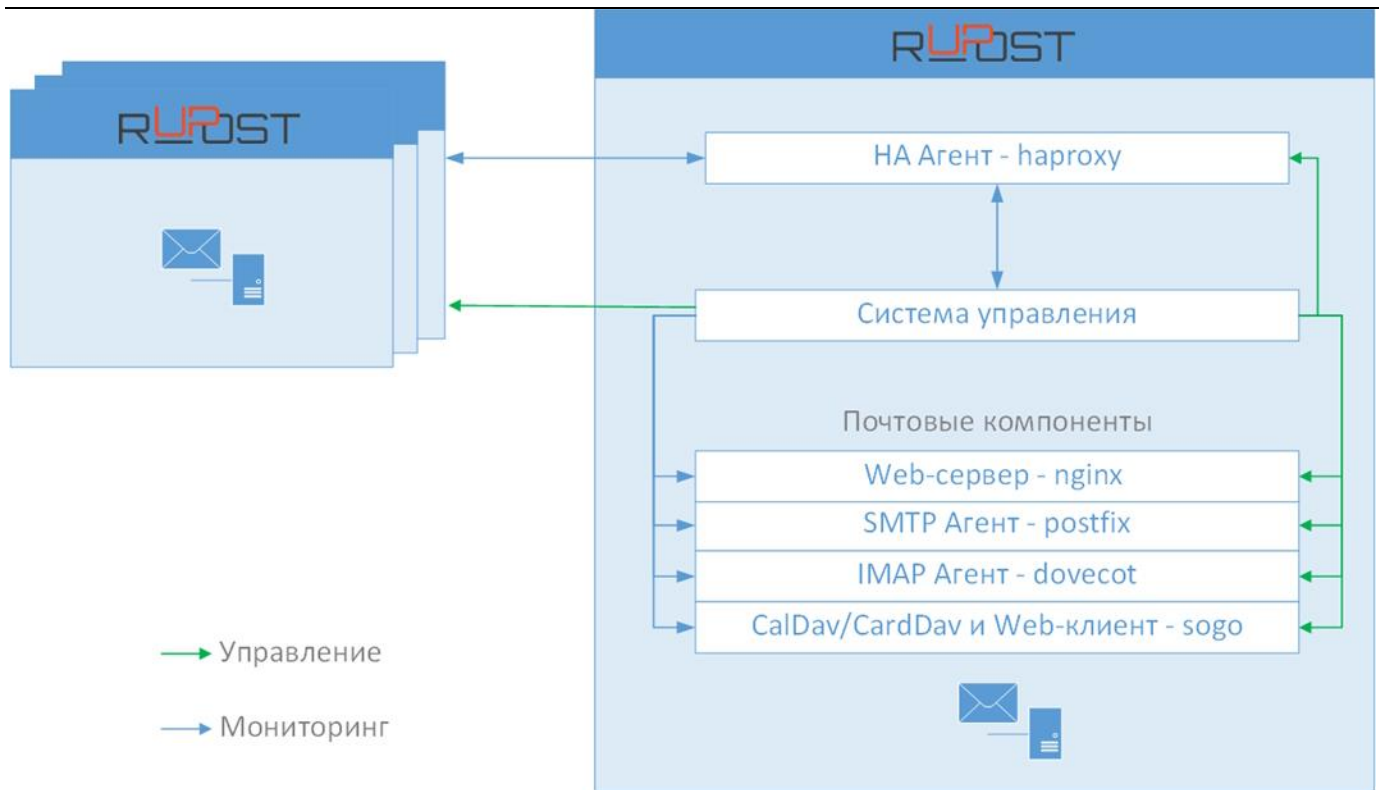 RUPOST
RUPOST
HA Агент - haproxy
Система управления
Почтовые компоненты
Web-сервер - nginx
SMTP Агент - postfix
IMAP Агент - dovecot
CalDav/CardDav и Web-клиент - sogo
Управление
Мониторинг